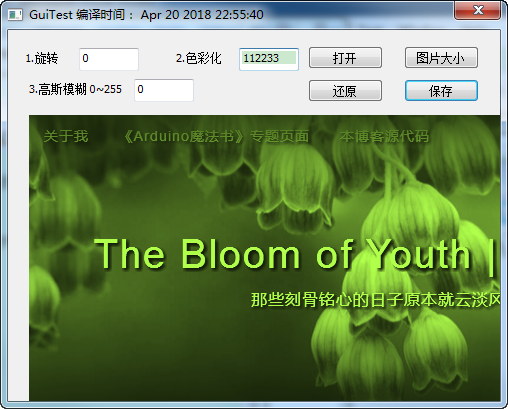 GuiTest 编译时间： Apr 20 2018 22:55:40
1.旋转 0 2.色彩化 112233 打开 图片大小
3.高斯模糊 0~255 0 还原 保存
关于我 《Arduino魔法书》专题页面 本博客源代码
The Bloom of Youth |
那些刻骨铭心的日子原本就云淡风